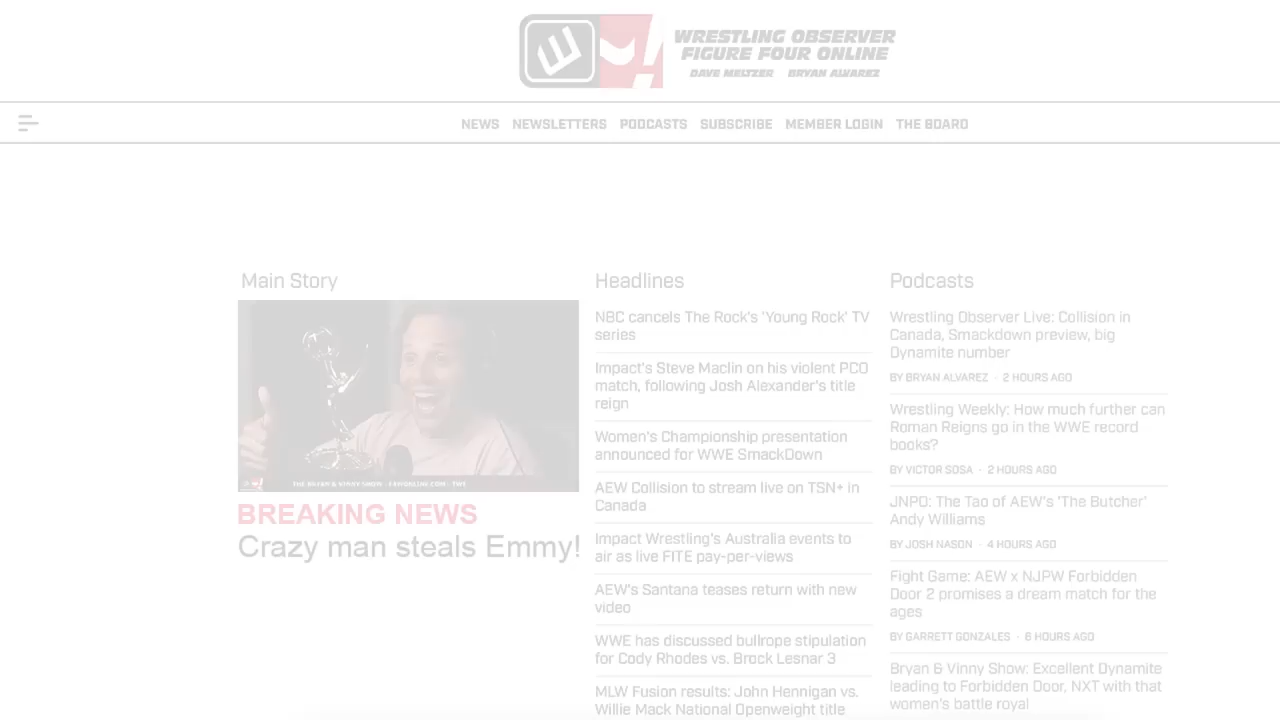 WRESTLING OBSERVER
FIGURE FOUR ONLINE
DAVE MELTZER BRYAN ALVAREZ
NEWS NEWSLETTERS PODCASTS SUBSCRIBE MEMBER LOGIN THE BOARD
Main Story
THE BRYAN & VINNY SHOW - F4WONLINE.COM - TWE
BREAKING NEWS
Crazy man steals Emmy!
Headlines
NBC cancels The Rock's 'Young Rock' TV
series
Impact's Steve Maclin on his violent PCO
match, following Josh Alexander's title
reign
Women's Championship presentation
announced for WWE SmackDown
AEW Collision to stream live on TSN+ in
Canada
Impact Wrestling's Australia events to
air as live FITE pay-per-views
AEW's Santana teases return with new
video
WWE has discussed bullrope stipulation
for Cody Rhodes vs. Brock Lesnar 3
MLW Fusion results: John Hennigan vs.
Willie Mack National Openweight title
Podcasts
Wrestling Observer Live: Collision in
Canada, Smackdown preview, big
Dynamite number
BY BRYAN ALVAREZ · 2 HOURS AGO
Wrestling Weekly: How much further can
Roman Reigns go in the WWE record
books?
BY VICTOR SOSA · 2 HOURS AGO
JNPO: The Tao of AEW's 'The Butcher'
Andy Williams
BY JOSH NASON · 4 HOURS AGO
Fight Game: AEW x NJPW Forbidden
Door 2 promises a dream match for the
ages
BY GARRETT GONZALES · 6 HOURS AGO
Bryan & Vinny Show: Excellent Dynamite
leading to Forbidden Door, NXT with that
women's battle royal